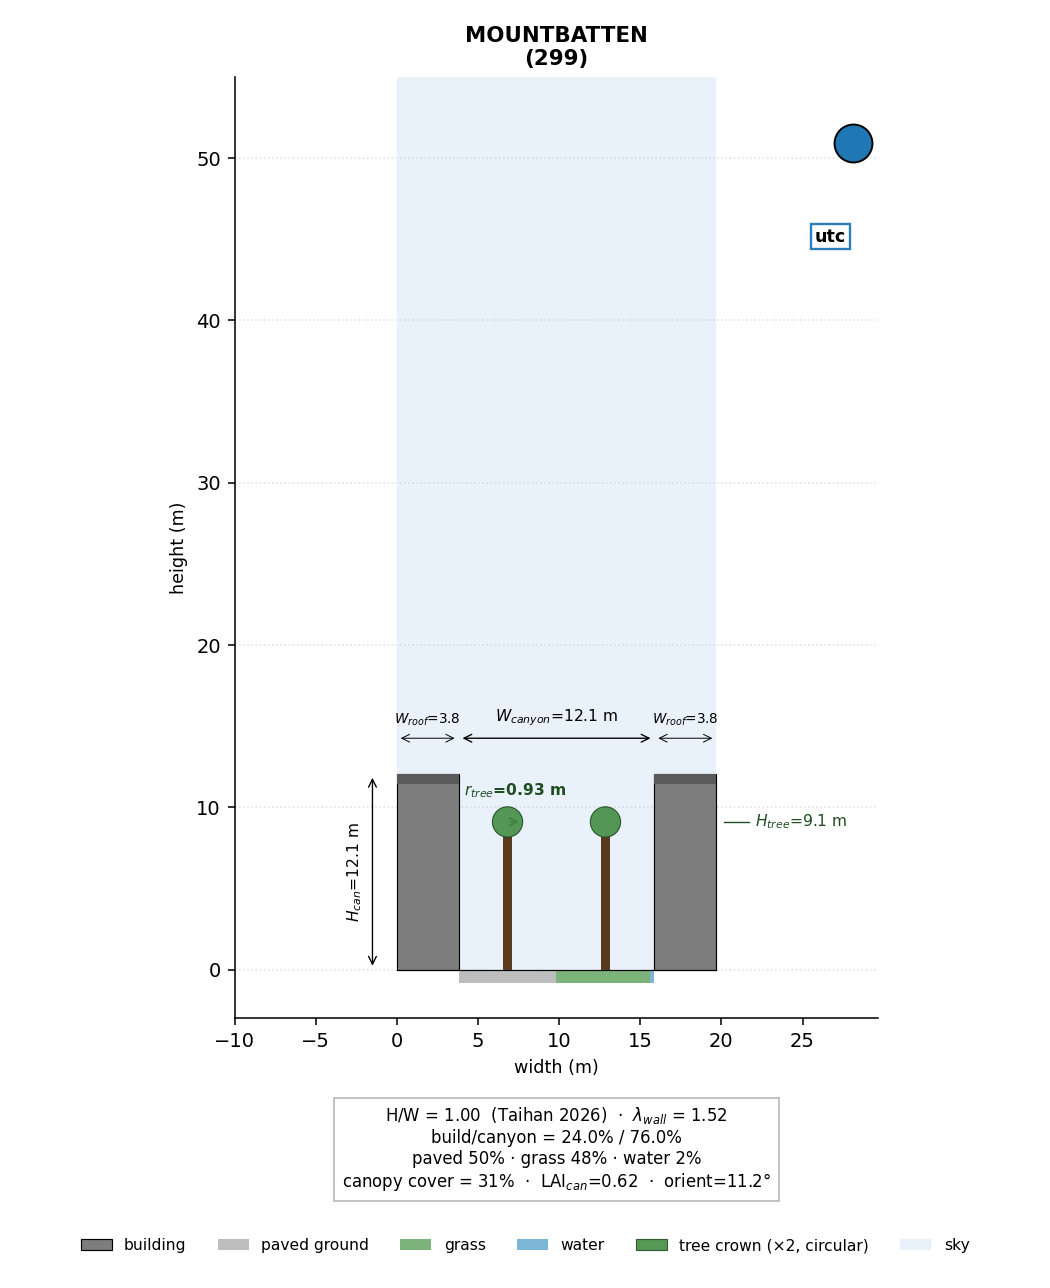 MOUNTBATTEN
(299)
50
utc
40
30
height (m)
20
W_roof=3.8
W_canyon=12.1 m
W_roof=3.8
r_tree=0.93 m
10
H_tree=9.1 m
H_can=12.1 m
0
−10 −5 0 5 10 15 20 25
width (m)
H/W = 1.00 (Taihan 2026) · λ_wall = 1.52
build/canyon = 24.0% / 76.0%
paved 50% · grass 48% · water 2%
canopy cover = 31% · LAI_can=0.62 · orient=11.2°
building paved ground grass water tree crown (×2, circular) sky